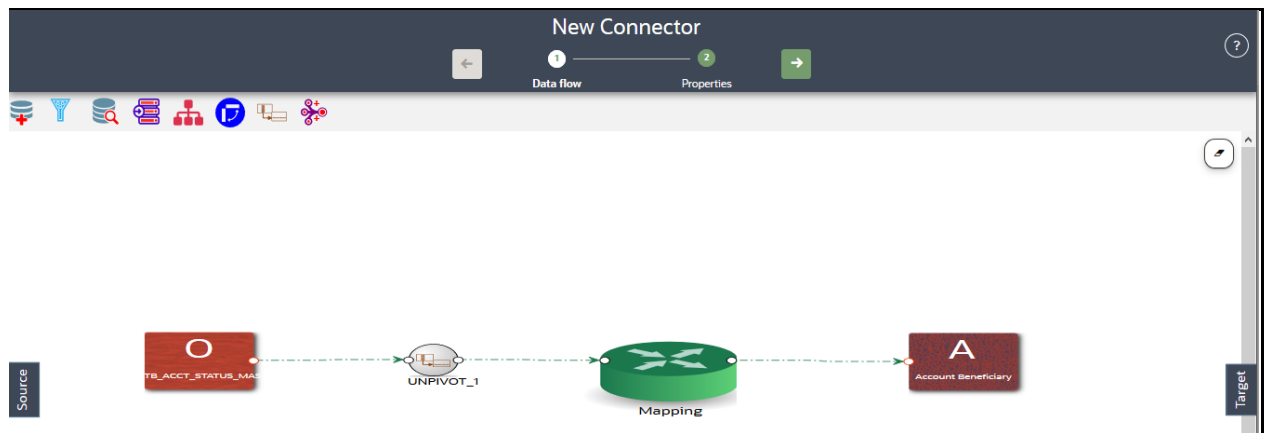 New Connector
?
1
2
Data flow
Properties
O
TB_ACCT_STATUS_MAS
UNPIVOT_1
Mapping
A
Account Beneficiary
Source
Target